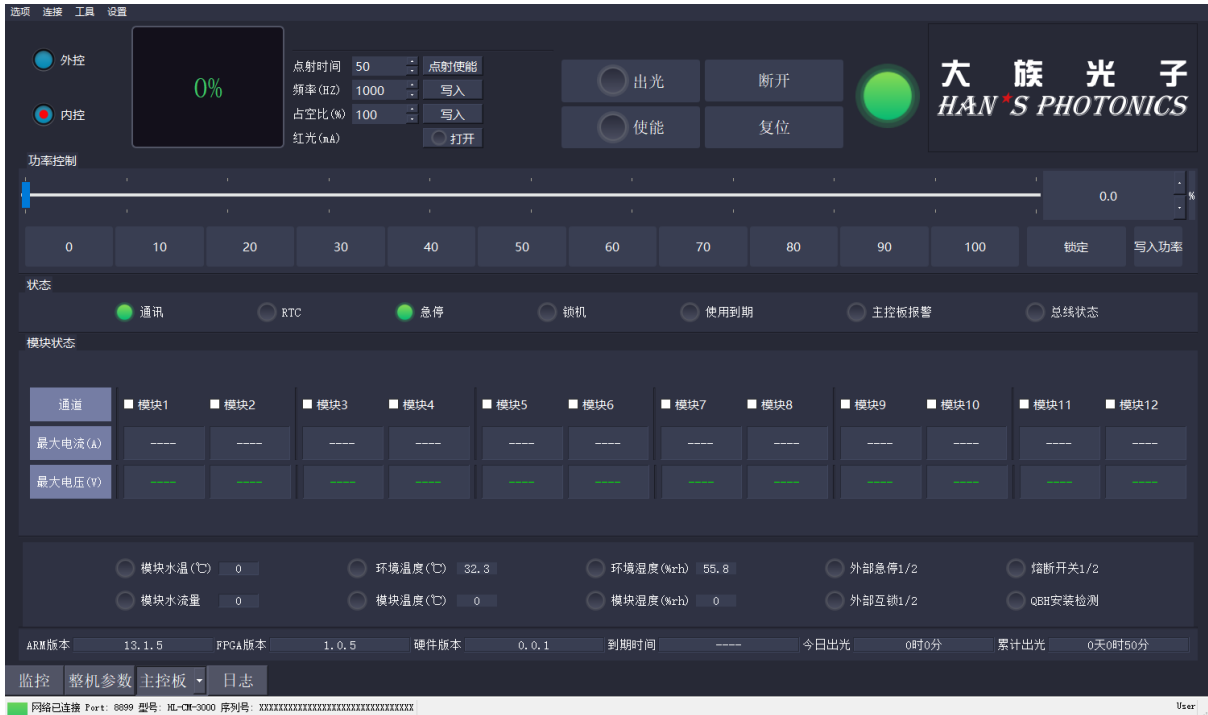 选项 连接 工具 设置
外控
内控
0%
点射时间 50 点射使能
频率(HZ) 1000 写入
占空比(%) 100 写入
红光(mA) 打开
出光 断开
使能 复位
大族光子
HAN*S PHOTONICS
功率控制
0.0 %
0 10 20 30 40 50 60 70 80 90 100 锁定 写入功率
状态
通讯 RTC 急停 锁机 使用到期 主控板报警 总线状态
模块状态
通道 模块1 模块2 模块3 模块4 模块5 模块6 模块7 模块8 模块9 模块10 模块11 模块12
最大电流(A) ---- ---- ---- ---- ---- ---- ---- ---- ---- ---- ---- ----
最大电压(V) ---- ---- ---- ---- ---- ---- ---- ---- ---- ---- ---- ----
模块水温(℃) 0 环境温度(℃) 32.3 环境湿度(%rh) 55.8 外部急停1/2 熔断开关1/2
模块水流量 0 模块温度(℃) 0 模块湿度(%rh) 0 外部互锁1/2 QBH安装检测
ARM版本 13.1.5 FPGA版本 1.0.5 硬件版本 0.0.1 到期时间 ---- 今日出光 0时0分 累计出光 0天0时50分
监控 整机参数 主控板 日志
网络已连接 Port: 8899 型号: HL-CM-3000 序列号: XXXXXXXXXXXXXXXXXXXXXXXXXXXXXXXX User